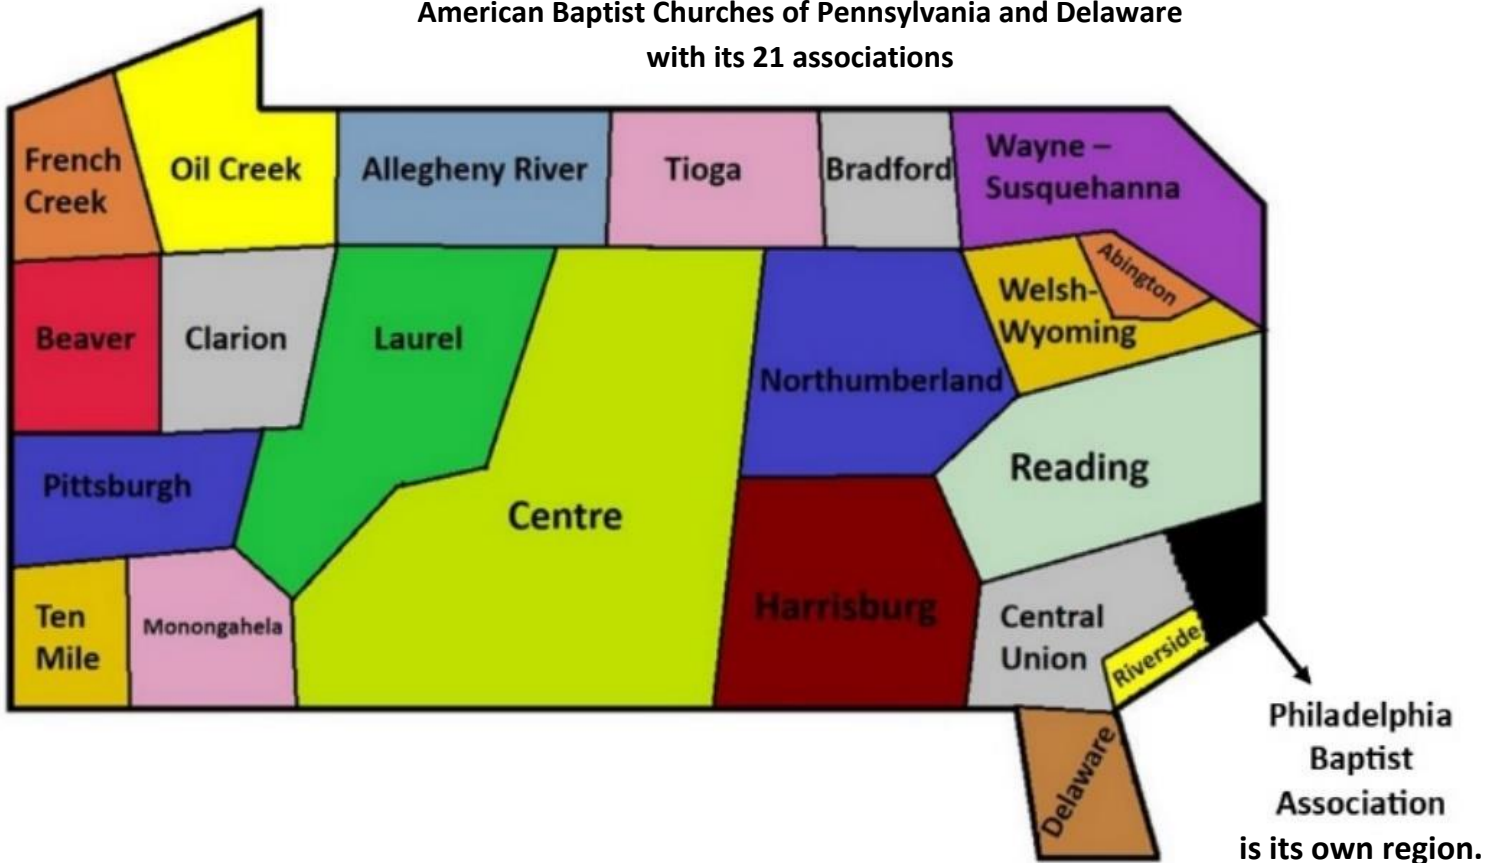 American Baptist Churches of Pennsylvania and Delaware
with its 21 associations
French
Creek
Oil Creek
Allegheny River
Tioga
Bradford
Wayne –
Susquehanna
Abington
Welsh-
Wyoming
Beaver
Clarion
Laurel
Northumberland
Pittsburgh
Centre
Reading
Ten
Mile
Monongahela
Harrisburg
Central
Union
Riverside
Delaware
Philadelphia
Baptist
Association
is its own region.